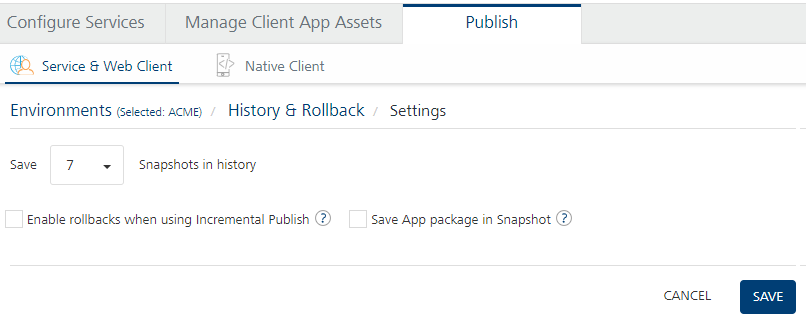 Configure Services Manage Client App Assets Publish
Service & Web Client Native Client
Environments (Selected: ACME) / History & Rollback / Settings
Save 7 Snapshots in history
Enable rollbacks when using Incremental Publish ? Save App package in Snapshot ?
CANCEL SAVE